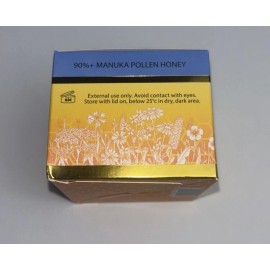 90%+ MANUKA POLLEN HONEY
External use only. Avoid contact with eyes.
Store with lid on, below 25°c in dry, dark area.